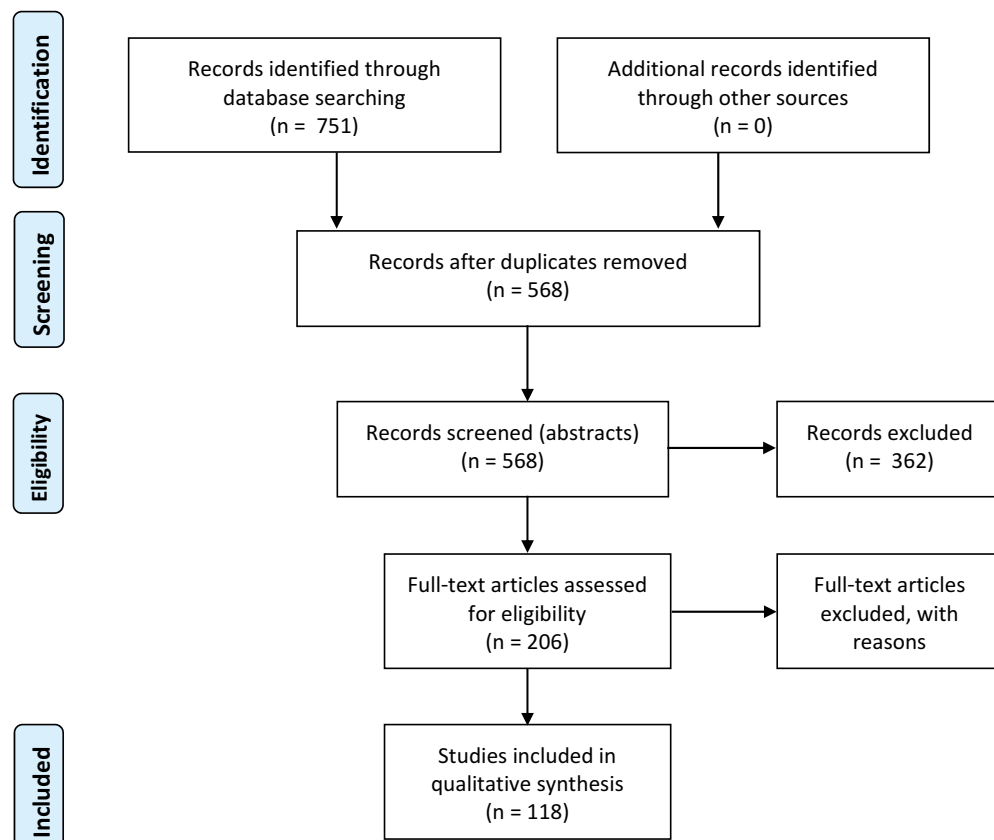 Identification
Records identified through
database searching
(n =  751)
Additional records identified
through other sources
(n = 0)
Screening
Records after duplicates removed
(n = 568)
Eligibility
Records screened (abstracts)
(n = 568)
Records excluded
(n =  362)
Full-text articles assessed
for eligibility
(n = 206)
Full-text articles
excluded, with
reasons
Included
Studies included in
qualitative synthesis
(n = 118)